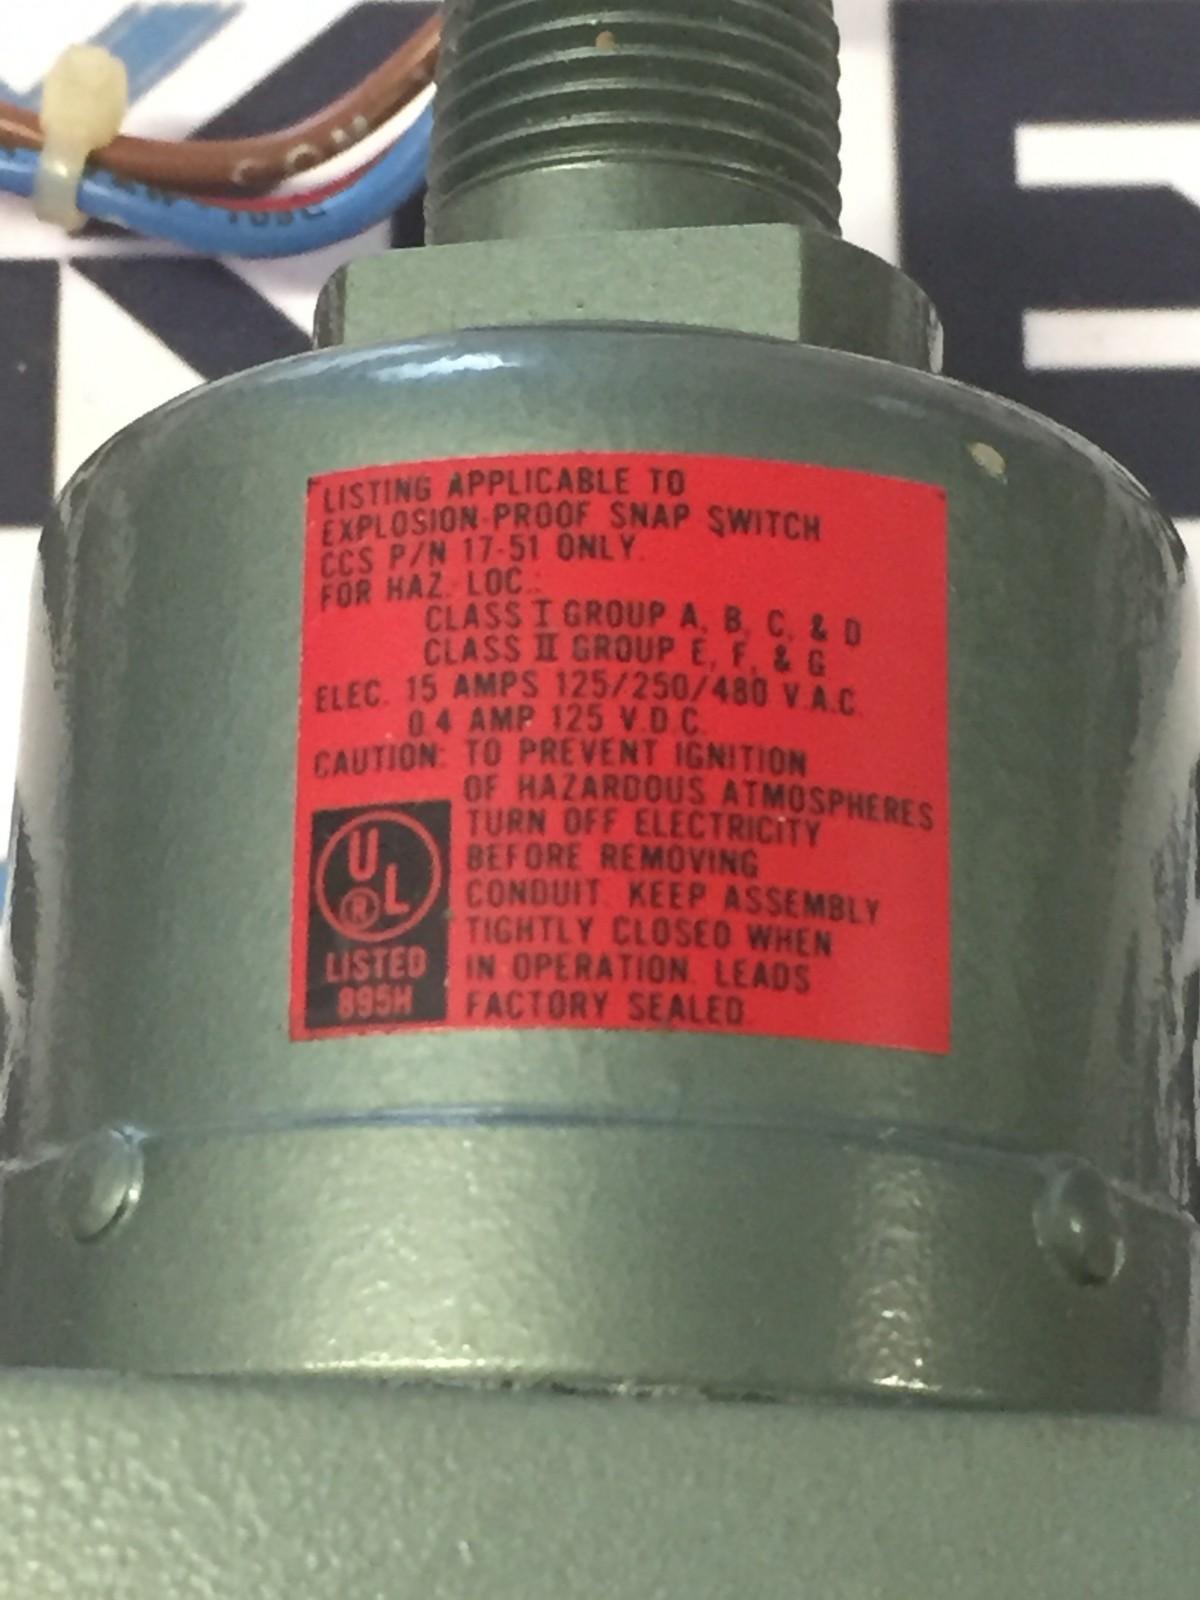 CON
105C
LISTING APPLICABLE TO
EXPLOSION-PROOF SNAP SWITCH
CCS P/N 17-51 ONLY.
FOR HAZ. LOC.:
CLASS I GROUP A, B, C, & D
CLASS II GROUP E, F, & G
ELEC. 15 AMPS 125/250/480 V.A.C.
0.4 AMP 125 V.D.C.
CAUTION: TO PREVENT IGNITION
OF HAZARDOUS ATMOSPHERES
TURN OFF ELECTRICITY
BEFORE REMOVING
CONDUIT. KEEP ASSEMBLY
TIGHTLY CLOSED WHEN
IN OPERATION. LEADS
FACTORY SEALED.
UL
®
LISTED
895H